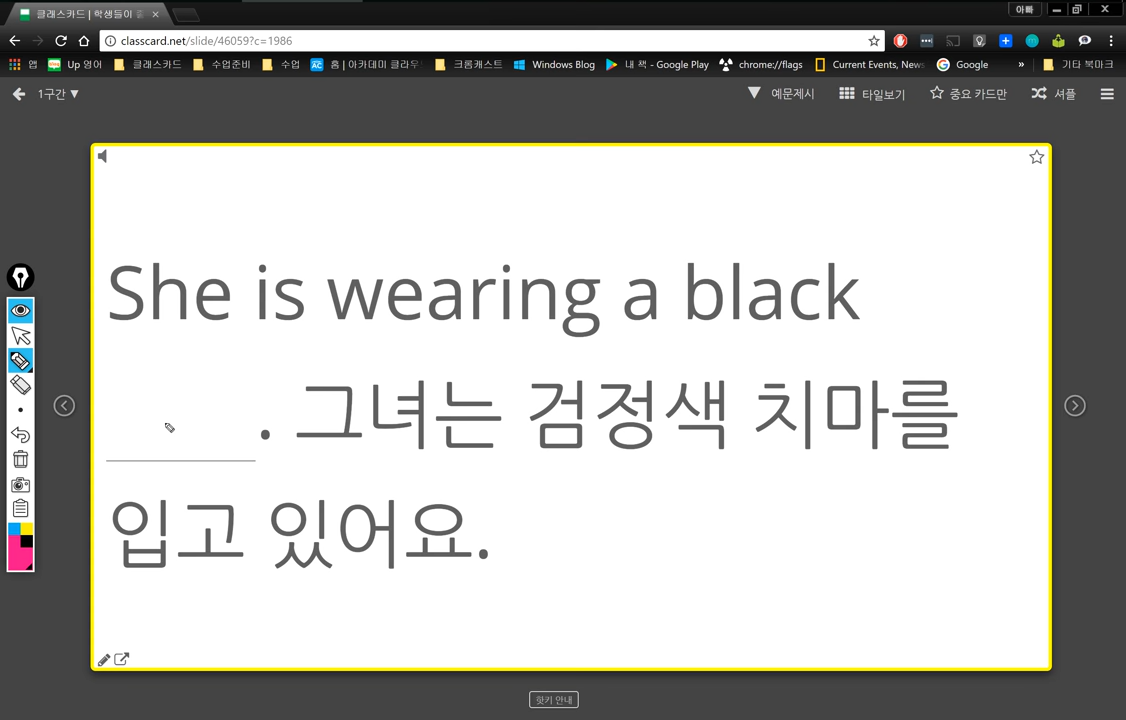 클래스카드 | 학생들이
아빠
classcard.net/slide/46059?c=1986
앱 Up 영어 클래스카드 수업준비 수업 홈 | 아카데미 클라우 크롬캐스트 Windows Blog 내 책 - Google Play chrome://flags Current Events, News Google » 기타 북마크
1구간 ▼ ▼ 예문제시 타일보기 중요 카드만 셔플
She is wearing a black
______ . 그녀는 검정색 치마를
입고 있어요.
핫키 안내